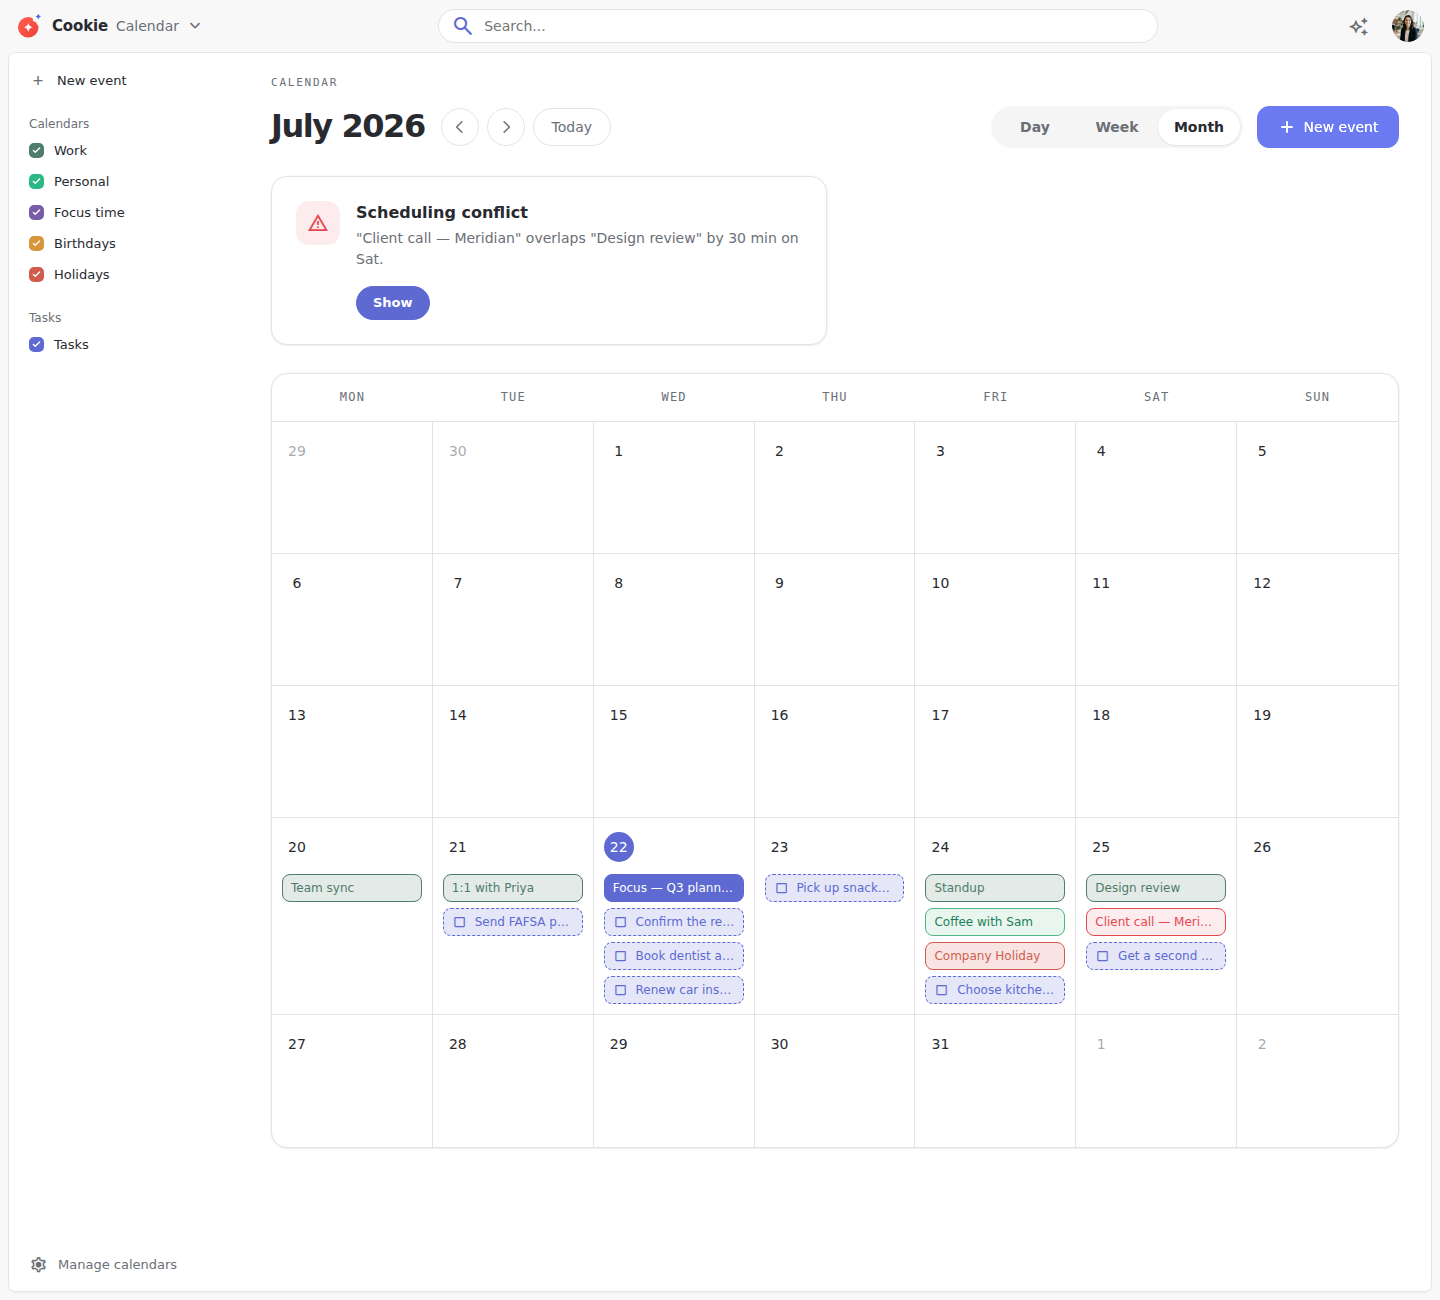 Cookie Calendar
Search...
New event
Calendars
Work
Personal
Focus time
Birthdays
Holidays
Tasks
Tasks
Manage calendars
CALENDAR
July 2026
Today
Day Week Month
New event
Scheduling conflict
"Client call — Meridian" overlaps "Design review" by 30 min on
Sat.
Show
MON TUE WED THU FRI SAT SUN
29 30 1 2 3 4 5
6 7 8 9 10 11 12
13 14 15 16 17 18 19
20 21 22 23 24 25 26
Team sync
1:1 with Priya
Send FAFSA p…
Focus — Q3 plann…
Confirm the re…
Book dentist a…
Renew car ins…
Pick up snack…
Standup
Coffee with Sam
Company Holiday
Choose kitche…
Design review
Client call — Meri…
Get a second …
27 28 29 30 31 1 2